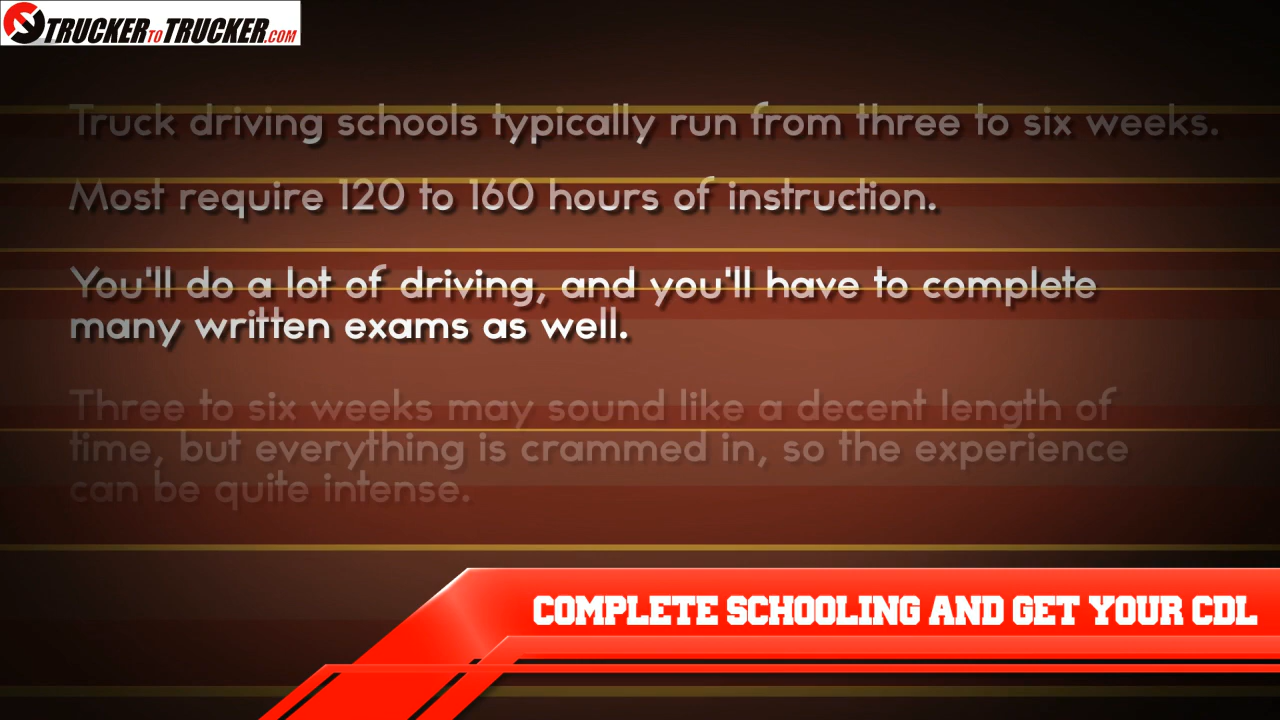 TRUCKER TO TRUCKER.COM
Truck driving schools typically run from three to six weeks.
Most require 120 to 160 hours of instruction.
You'll do a lot of driving, and you'll have to complete
many written exams as well.
Three to six weeks may sound like a decent length of
time, but everything is crammed in, so the experience
can be quite intense.
COMPLETE SCHOOLING AND GET YOUR CDL